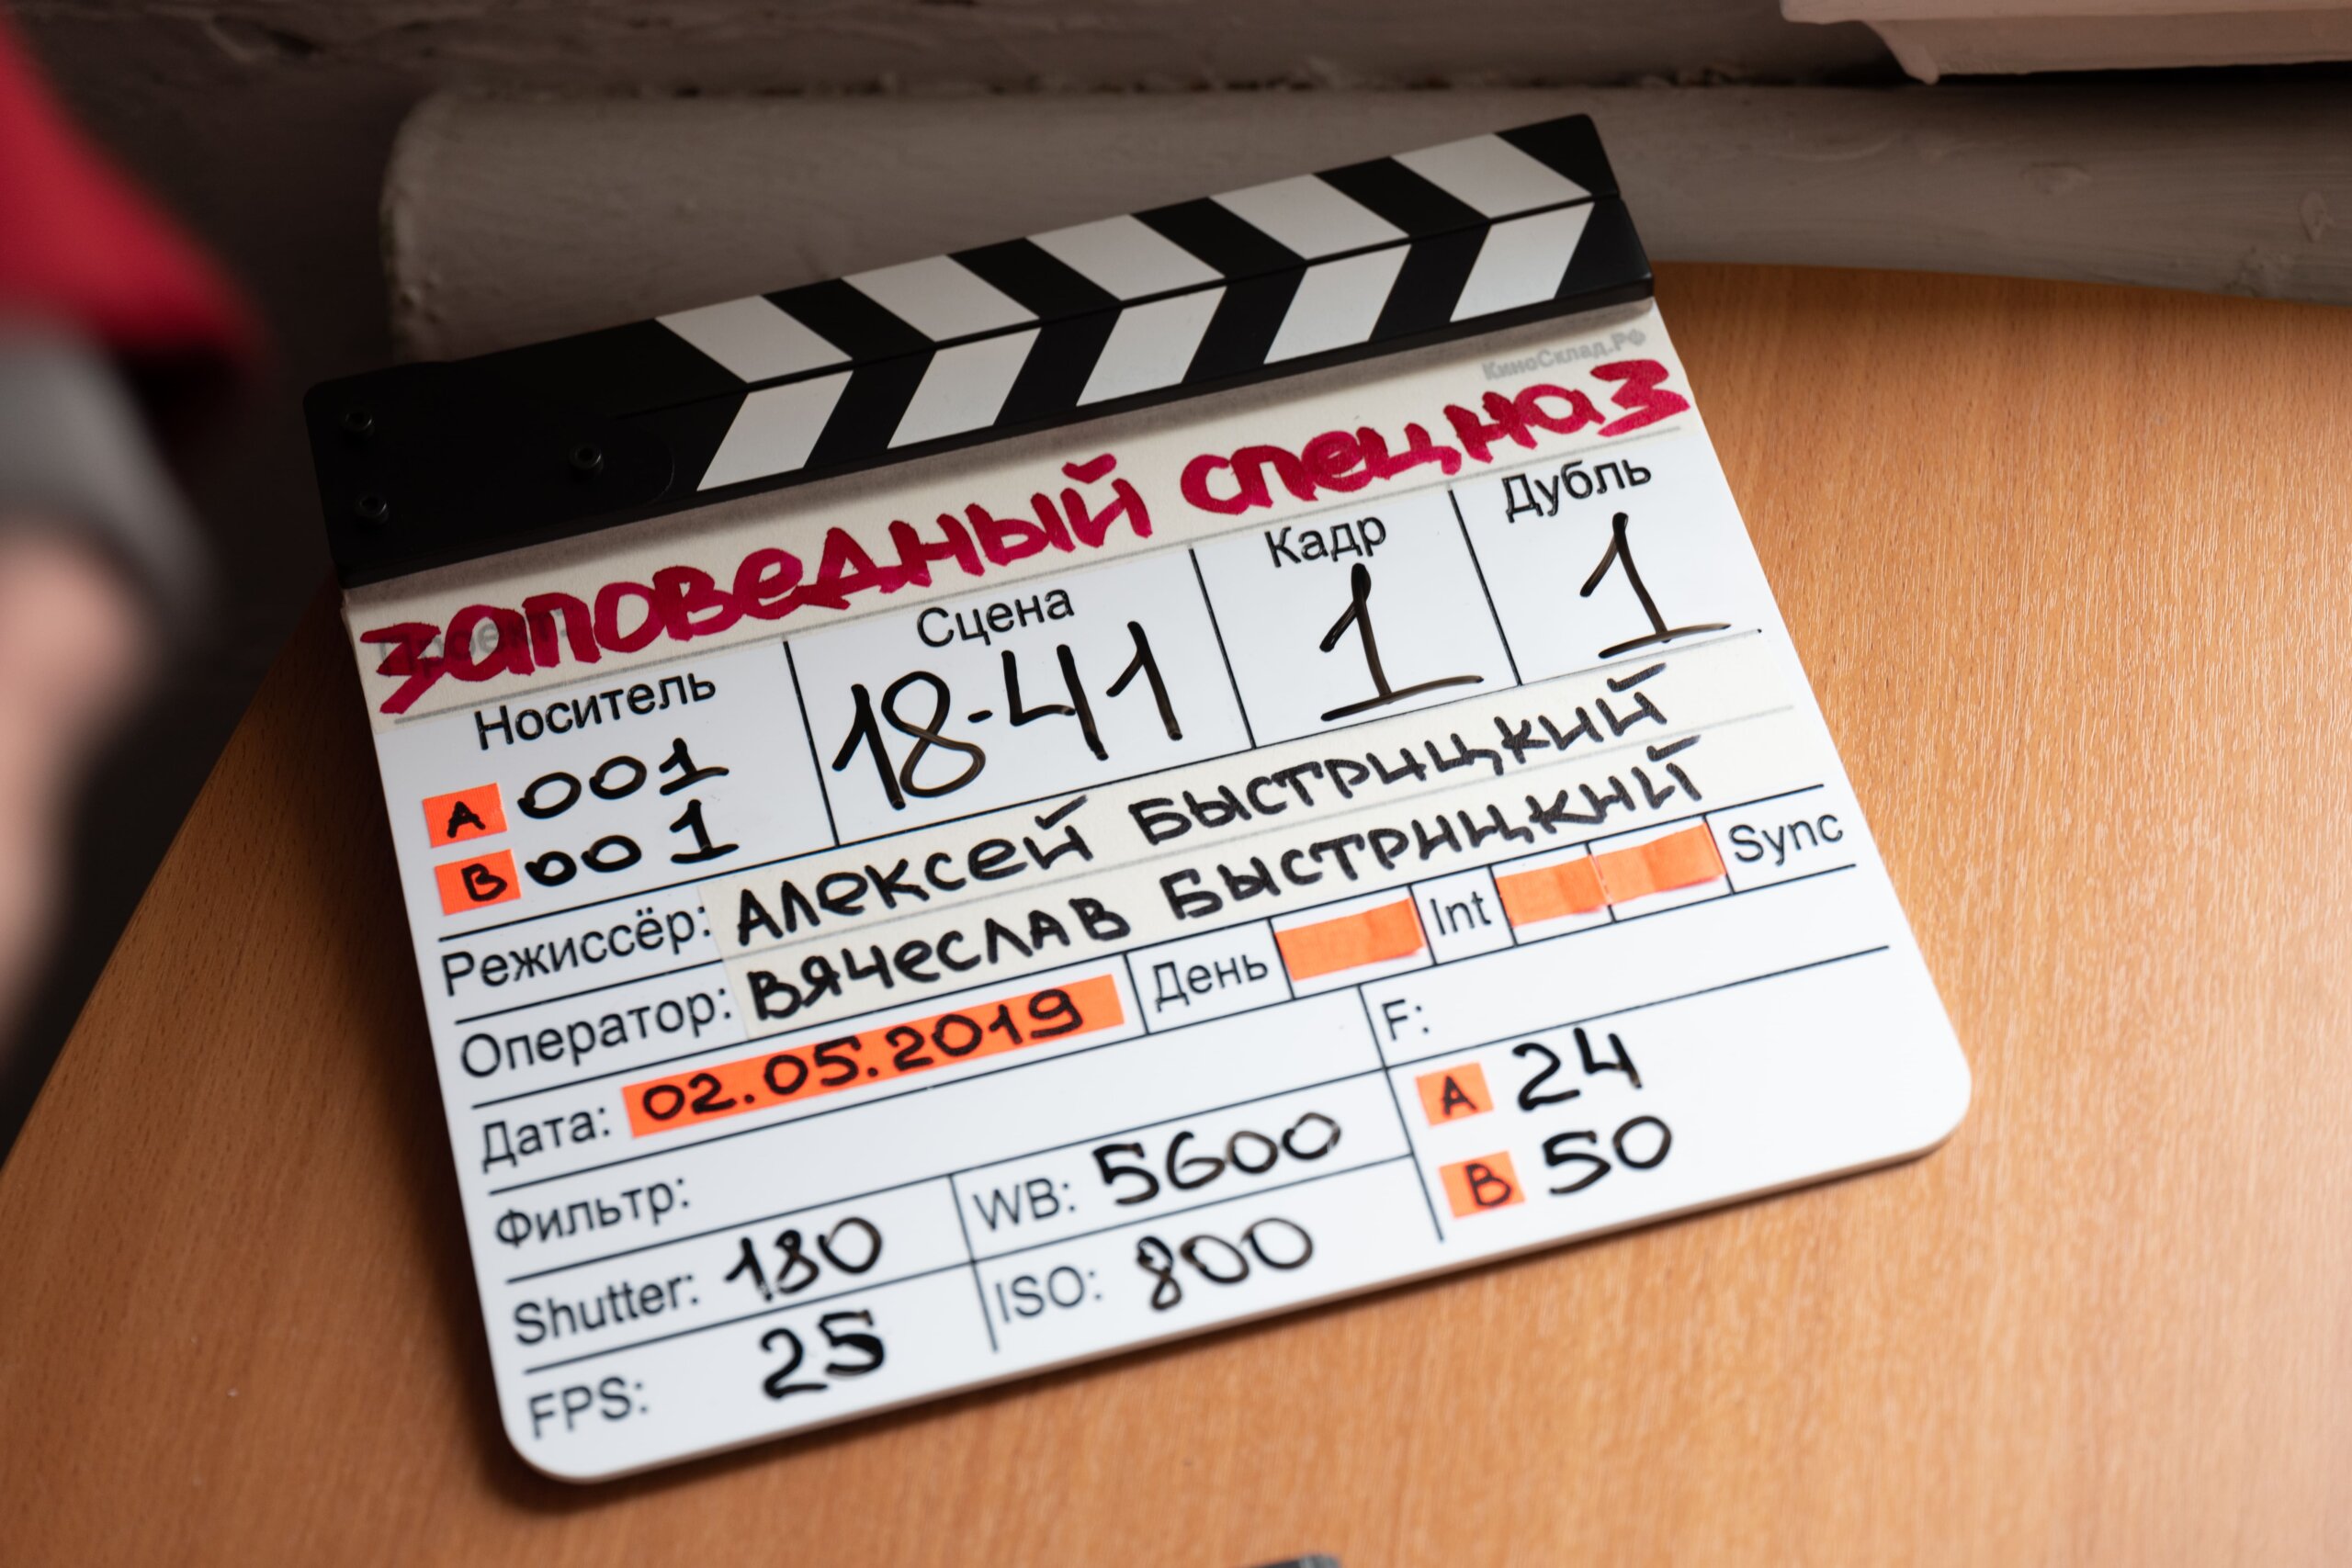 КиноСклад.РФ
ЗАПОВЕДНЫЙ СПЕЦНАЗ
Носитель Сцена Кадр Дубль
A 001 18-41 1 1
B 001
Режиссёр: Алексей Быстрицкий
Оператор: Вячеслав Быстрицкий
Дата: 02.05.2019 День Int Sync
Фильтр: F:
Shutter: 180 WB: 5600 A 24
FPS: 25 ISO: 800 B 50